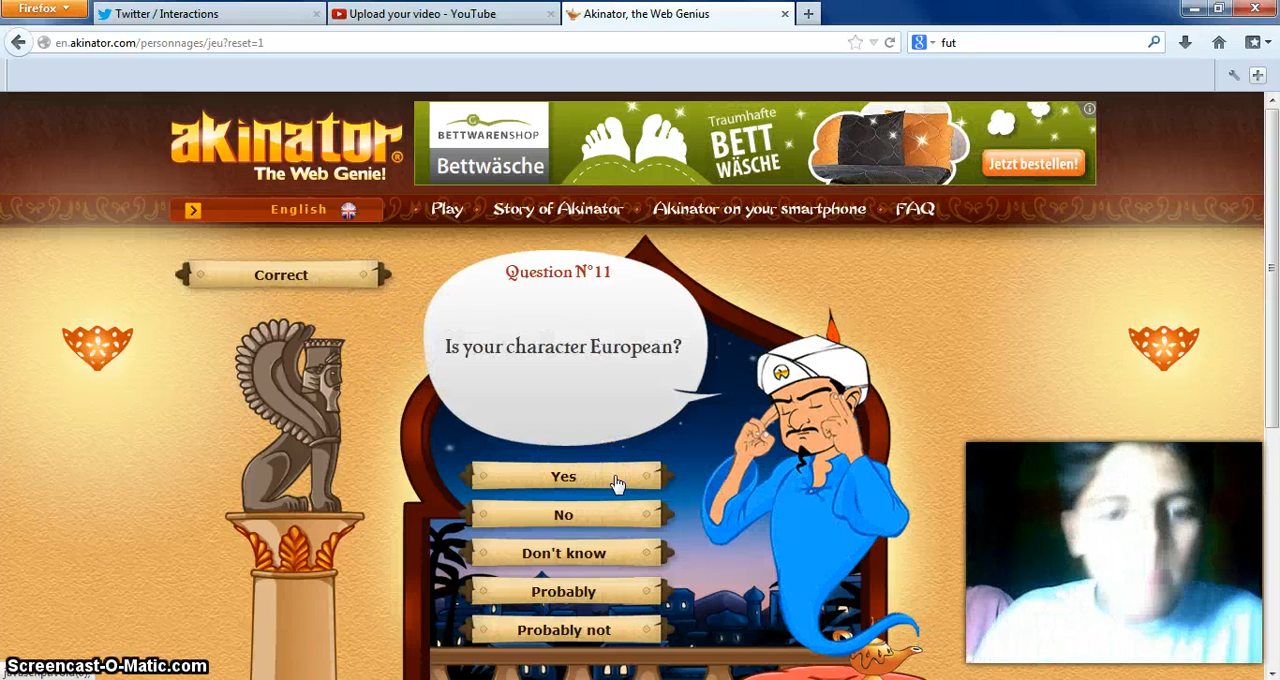 Firefox
Twitter / Interactions
Upload your video - YouTube
Akinator, the Web Genius
en.akinator.com/personnages/jeu?reset=1
fut
akinator®
The Web Genie!
BETTWARENSHOP
Bettwäsche
Traumhafte
BETT
WÄSCHE
Jetzt bestellen!
English
Play
Story of Akinator
Akinator on your smartphone
FAQ
Correct
Question N°11
Is your character European?
Yes
No
Don't know
Probably
Probably not
Screencast-O-Matic.com